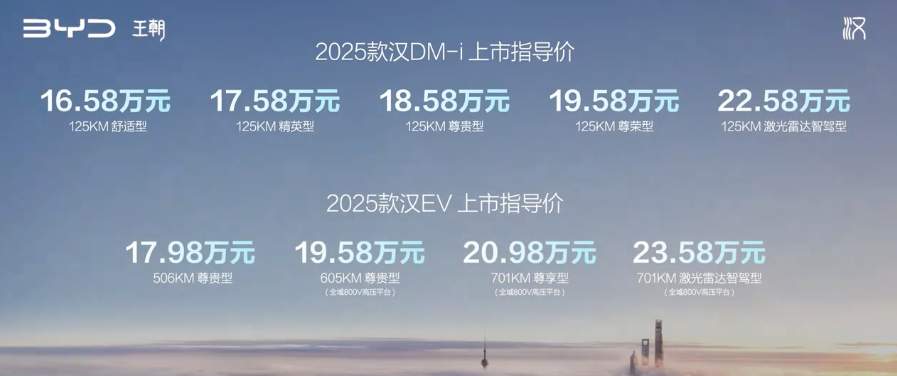 BYD 王朝 汉
2025款汉DM-i 上市指导价
16.58万元 17.58万元 18.58万元 19.58万元 22.58万元
125KM 舒适型 125KM 精英型 125KM 尊贵型 125KM 尊荣型 125KM 激光雷达智驾型
2025款汉EV 上市指导价
17.98万元 19.58万元 20.98万元 23.58万元
506KM 尊贵型 605KM 尊贵型 701KM 尊享型 701KM 激光雷达智驾型
（全域800V高压平台） （全域800V高压平台） （全域800V高压平台）